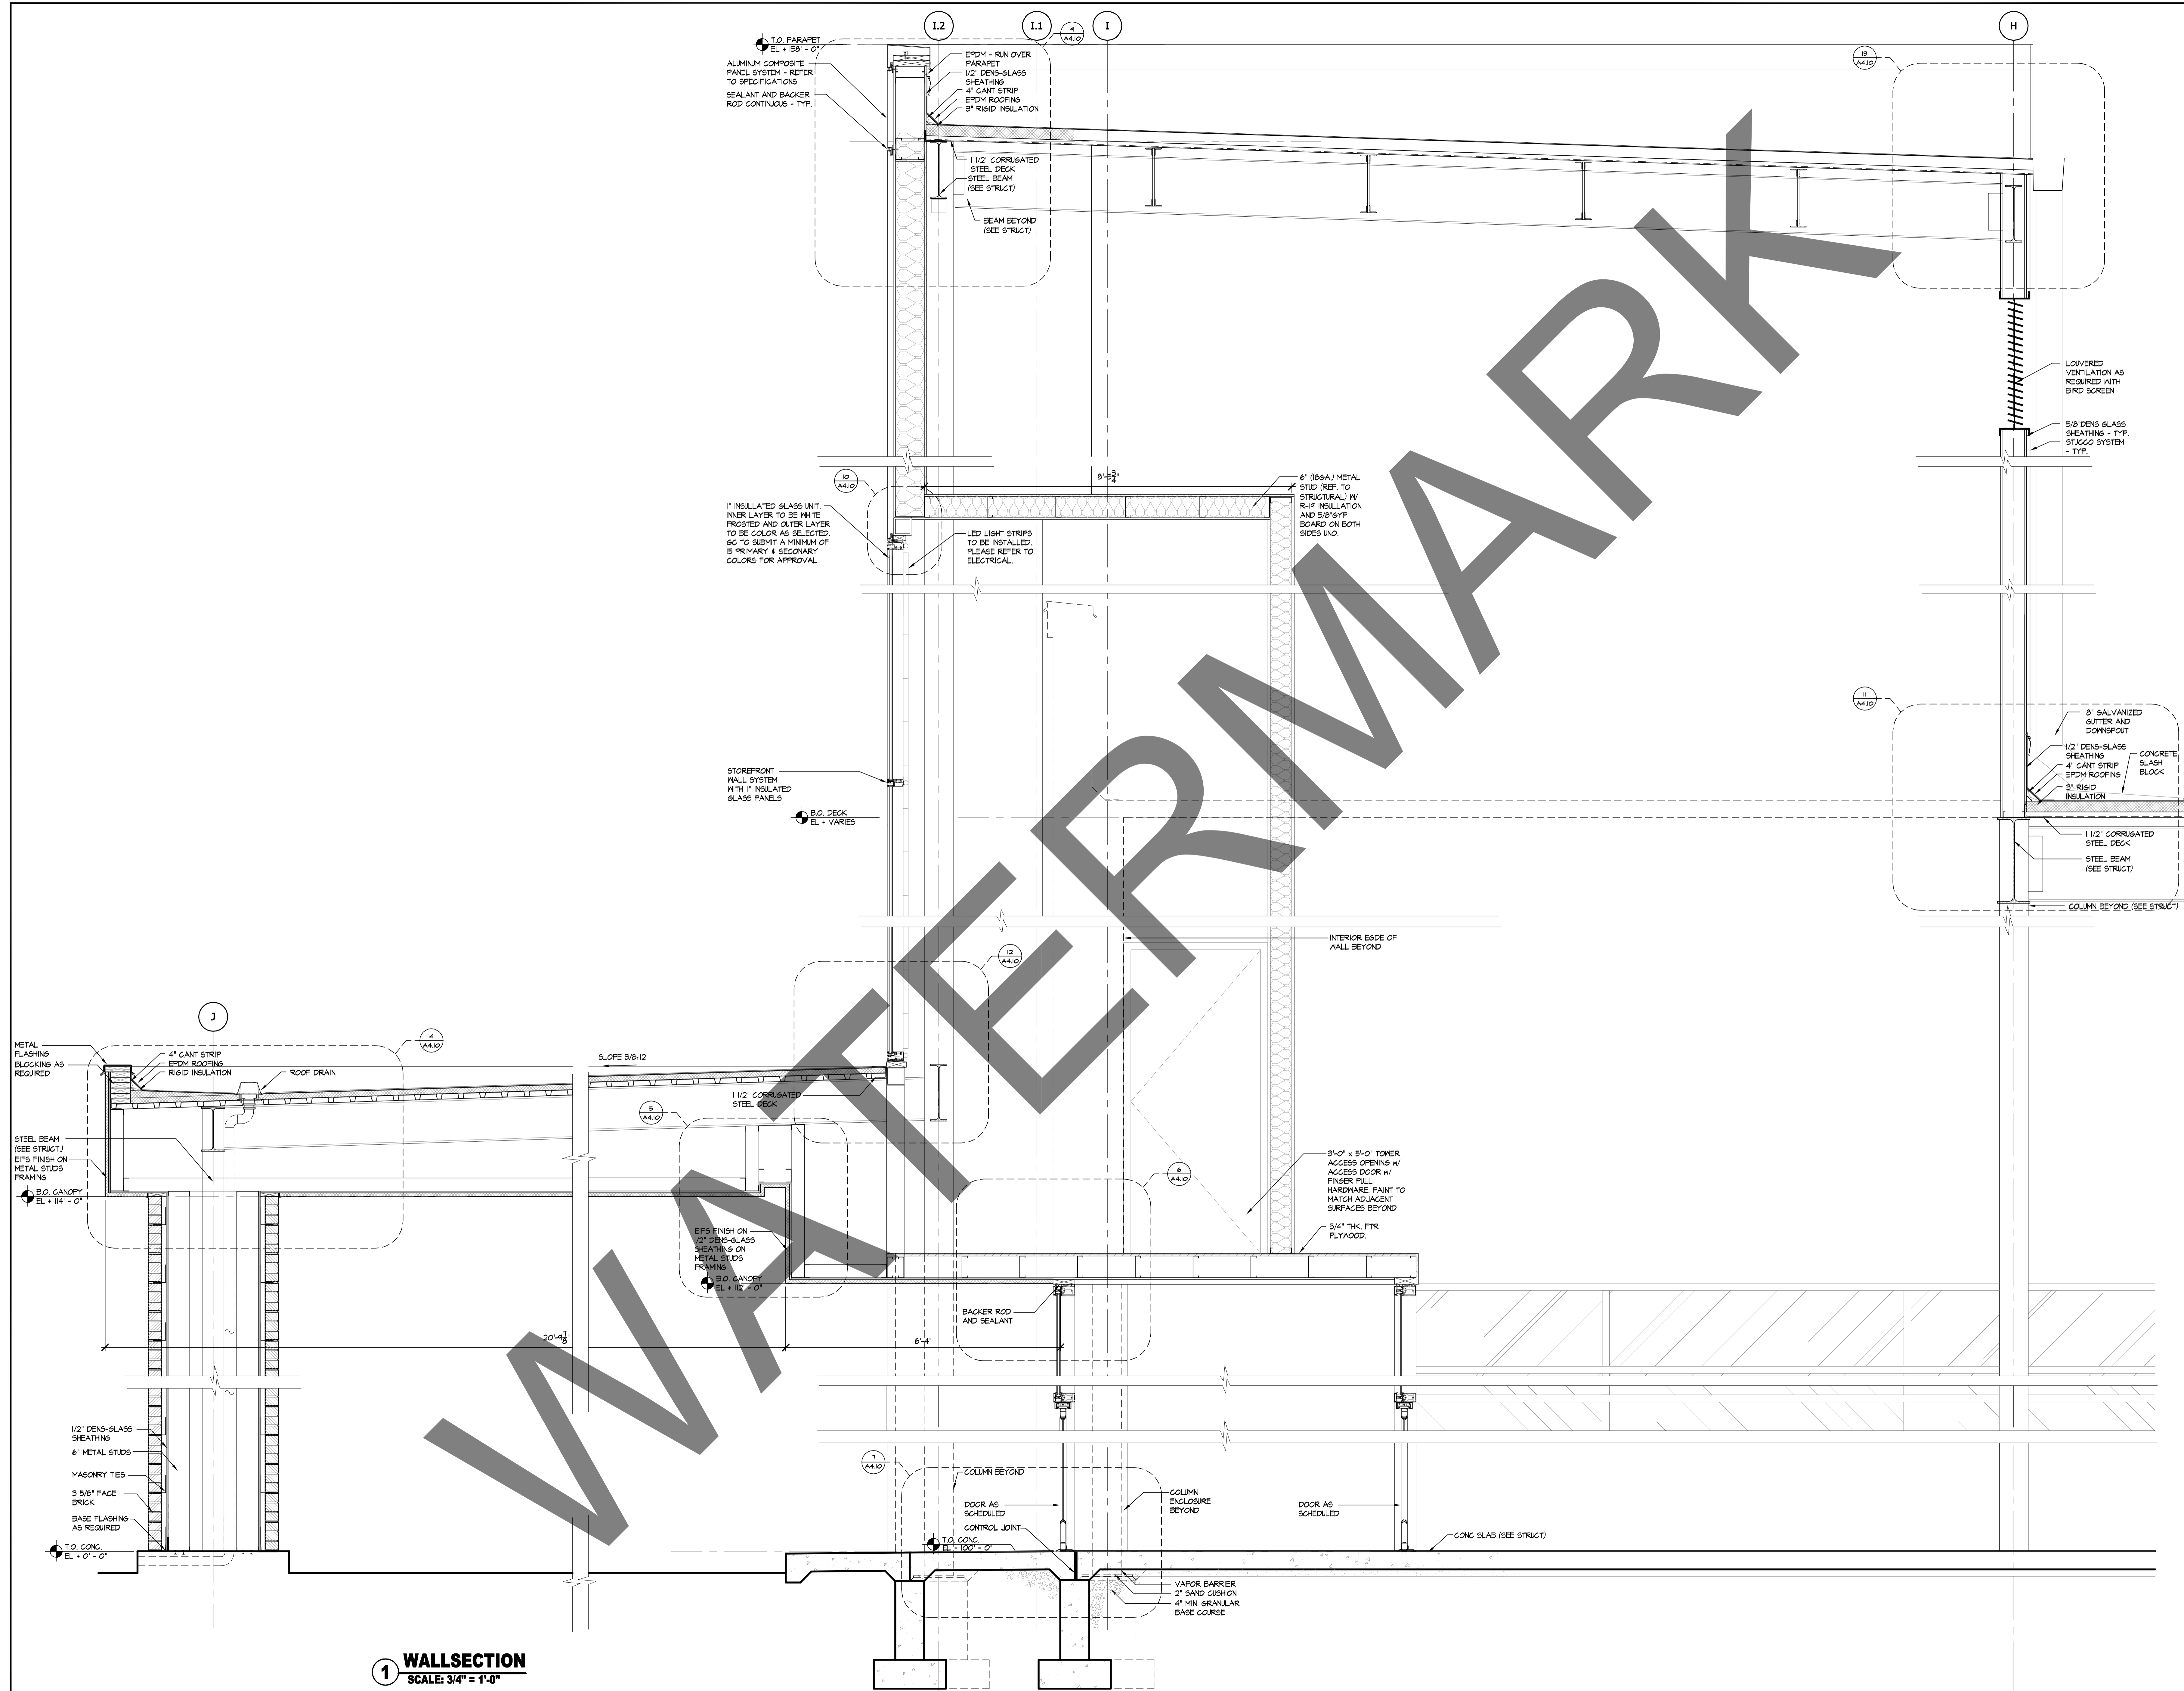 I.2
I.1
I
H
T.O. PARAPET
EL + 158' - 0"
9
A4.10
13
A4.10
ALUMINUM COMPOSITE
PANEL SYSTEM - REFER
TO SPECIFICATIONS
SEALANT AND BACKER
ROD CONTINUOUS - TYP.
EPDM - RUN OVER
PARAPET
1/2" DENS-GLASS
SHEATHING
4" CANT STRIP
EPDM ROOFING
3" RIGID INSULATION
1 1/2" CORRUGATED
STEEL DECK
STEEL BEAM
(SEE STRUCT)
BEAM BEYOND
(SEE STRUCT)
LOUVERED
VENTILATION AS
REQUIRED WITH
BIRD SCREEN
5/8"DENS GLASS
SHEATHING - TYP.
STUCCO SYSTEM
- TYP.
10
A4.10
8'-5 3/4"
6" (18GA.) METAL
STUD (REF. TO
STRUCTURAL) W/
R-19 INSULLATION
AND 5/8"GYP
BOARD ON BOTH
SIDES UNO.
1" INSULLATED GLASS UNIT.
INNER LAYER TO BE WHITE
FROSTED AND OUTER LAYER
TO BE COLOR AS SELECTED.
GC TO SUBMIT A MINIMUM OF
15 PRIMARY & SECONARY
COLORS FOR APPROVAL.
LED LIGHT STRIPS
TO BE INSTALLED.
PLEASE REFER TO
ELECTRICAL.
11
A4.10
8" GALVANIZED
GUTTER AND
DOWNSPOUT
1/2" DENS-GLASS
SHEATHING
4" CANT STRIP
EPDM ROOFING
3" RIGID
INSULATION
CONCRETE
SLASH
BLOCK
1 1/2" CORRUGATED
STEEL DECK
STEEL BEAM
(SEE STRUCT)
COLUMN BEYOND (SEE STRUCT)
STOREFRONT
WALL SYSTEM
WITH 1" INSULATED
GLASS PANELS
B.O. DECK
EL + VARIES
INTERIOR EGDE OF
WALL BEYOND
12
A4.10
J
4
A4.10
METAL
FLASHING
BLOCKING AS
REQUIRED
4" CANT STRIP
EPDM ROOFING
RIGID INSULATION
ROOF DRAIN
SLOPE 3/8:12
1 1/2" CORRUGATED
STEEL DECK
5
A4.10
STEEL BEAM
(SEE STRUCT.)
EIFS FINISH ON
METAL STUDS
FRAMING
B.O. CANOPY
EL + 114' - 0"
6
A4.10
3'-0" x 5'-0" TOWER
ACCESS OPENING w/
ACCESS DOOR w/
FINGER PULL
HARDWARE. PAINT TO
MATCH ADJACENT
SURFACES BEYOND
3/4" THK. FTR
PLYWOOD.
EIFS FINISH ON
1/2" DENS-GLASS
SHEATHING ON
METAL STUDS
FRAMING
B.O. CANOPY
EL + 112' - 0"
BACKER ROD
AND SEALANT
20'-9 7/8"
6'-4"
1/2" DENS-GLASS
SHEATHING
6" METAL STUDS
MASONRY TIES
3 5/8" FACE
BRICK
BASE FLASHING
AS REQUIRED
T.O. CONC.
EL + 0' - 0"
7
A4.10
COLUMN BEYOND
DOOR AS
SCHEDULED
CONTROL JOINT
T.O. CONC.
EL + 100' - 0"
COLUMN
ENCLOSURE
BEYOND
DOOR AS
SCHEDULED
CONC SLAB (SEE STRUCT)
VAPOR BARRIER
2" SAND CUSHION
4" MIN. GRANULAR
BASE COURSE
1 WALLSECTION
SCALE: 3/4" = 1'-0"
WATERMARK